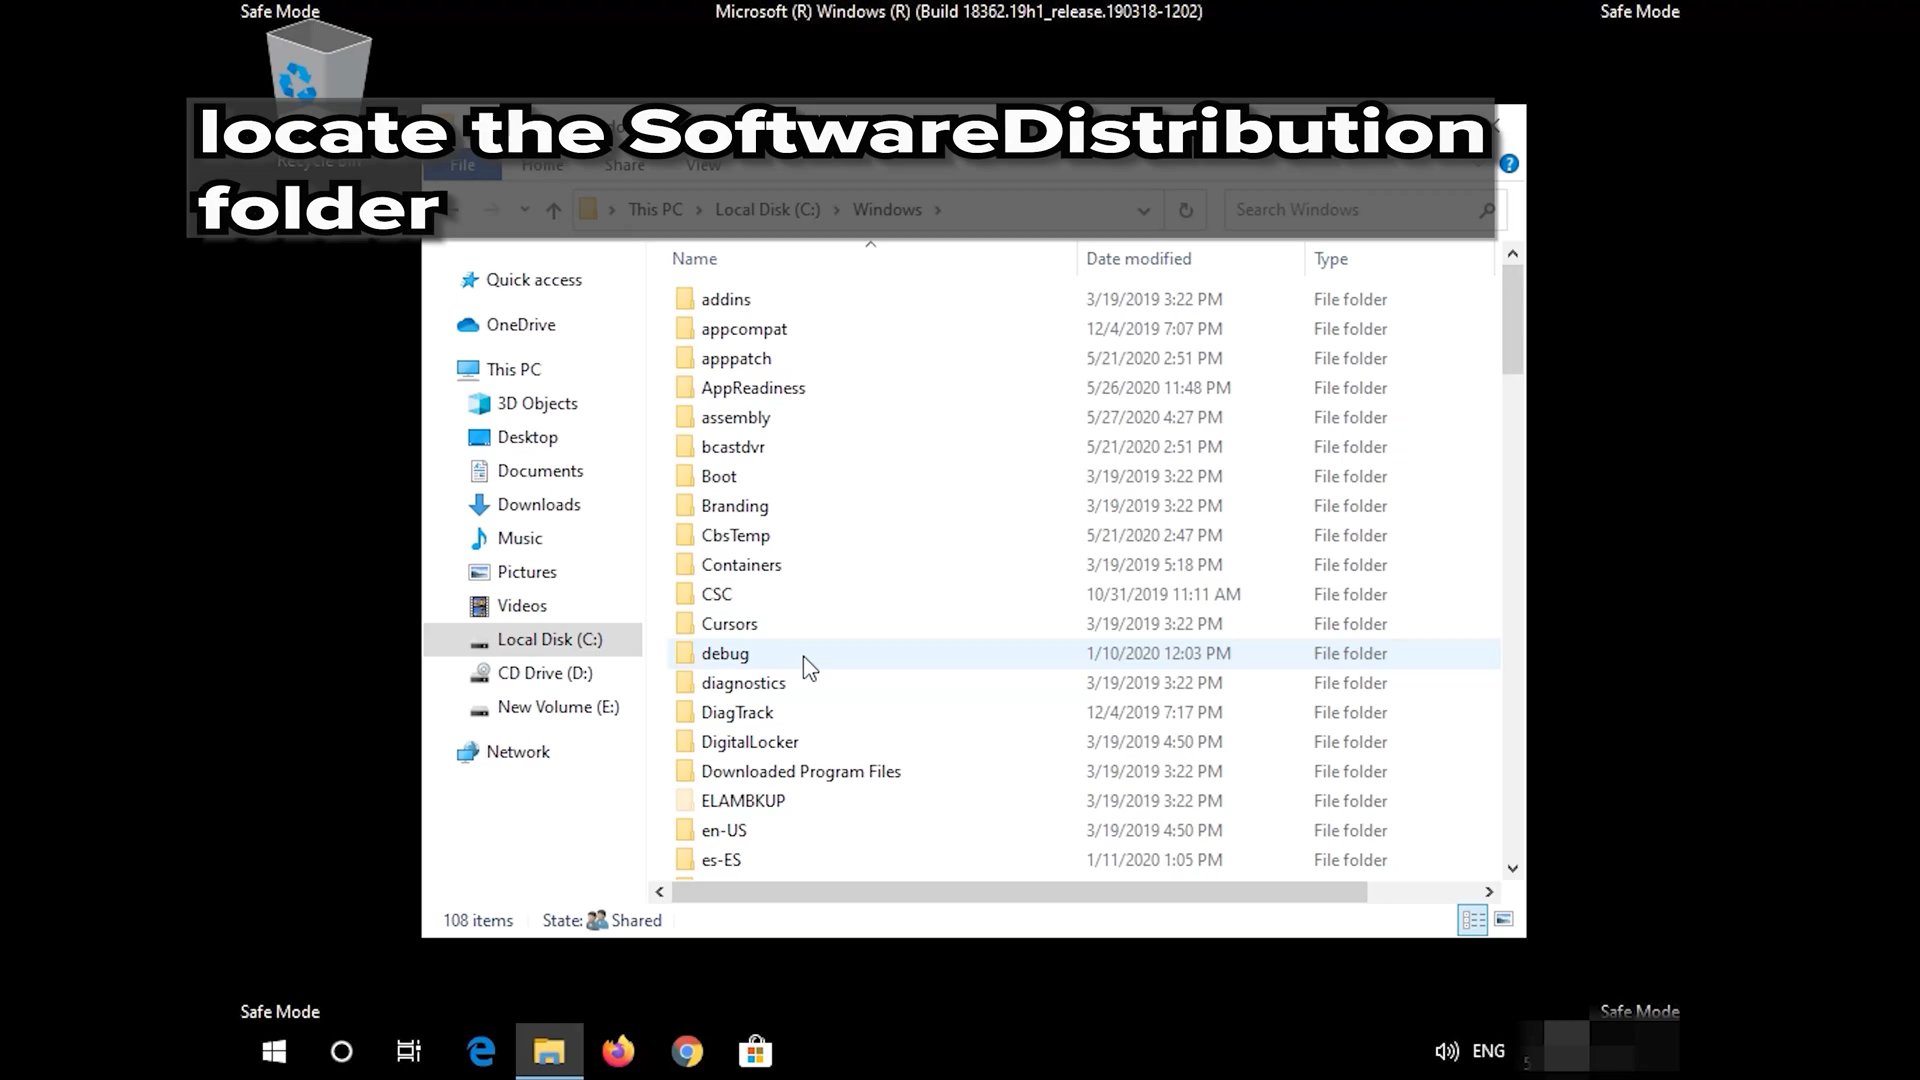 Safe Mode
Microsoft (R) Windows (R) (Build 18362.19h1_release.190318-1202)
Safe Mode
locate the SoftwareDistribution
folder
Recycle Bin
File
Home
Share
View
This PC
Local Disk (C:)
Windows
Search Windows
Name
Date modified
Type
Quick access
OneDrive
This PC
3D Objects
Desktop
Documents
Downloads
Music
Pictures
Videos
Local Disk (C:)
CD Drive (D:)
New Volume (E:)
Network
addins 3/19/2019 3:22 PM File folder
appcompat 12/4/2019 7:07 PM File folder
apppatch 5/21/2020 2:51 PM File folder
AppReadiness 5/26/2020 11:48 PM File folder
assembly 5/27/2020 4:27 PM File folder
bcastdvr 5/21/2020 2:51 PM File folder
Boot 3/19/2019 3:22 PM File folder
Branding 3/19/2019 3:22 PM File folder
CbsTemp 5/21/2020 2:47 PM File folder
Containers 3/19/2019 5:18 PM File folder
CSC 10/31/2019 11:11 AM File folder
Cursors 3/19/2019 3:22 PM File folder
debug 1/10/2020 12:03 PM File folder
diagnostics 3/19/2019 3:22 PM File folder
DiagTrack 12/4/2019 7:17 PM File folder
DigitalLocker 3/19/2019 4:50 PM File folder
Downloaded Program Files 3/19/2019 3:22 PM File folder
ELAMBKUP 3/19/2019 3:22 PM File folder
en-US 3/19/2019 4:50 PM File folder
es-ES 1/11/2020 1:05 PM File folder
108 items
State: Shared
Safe Mode
Safe Mode
ENG